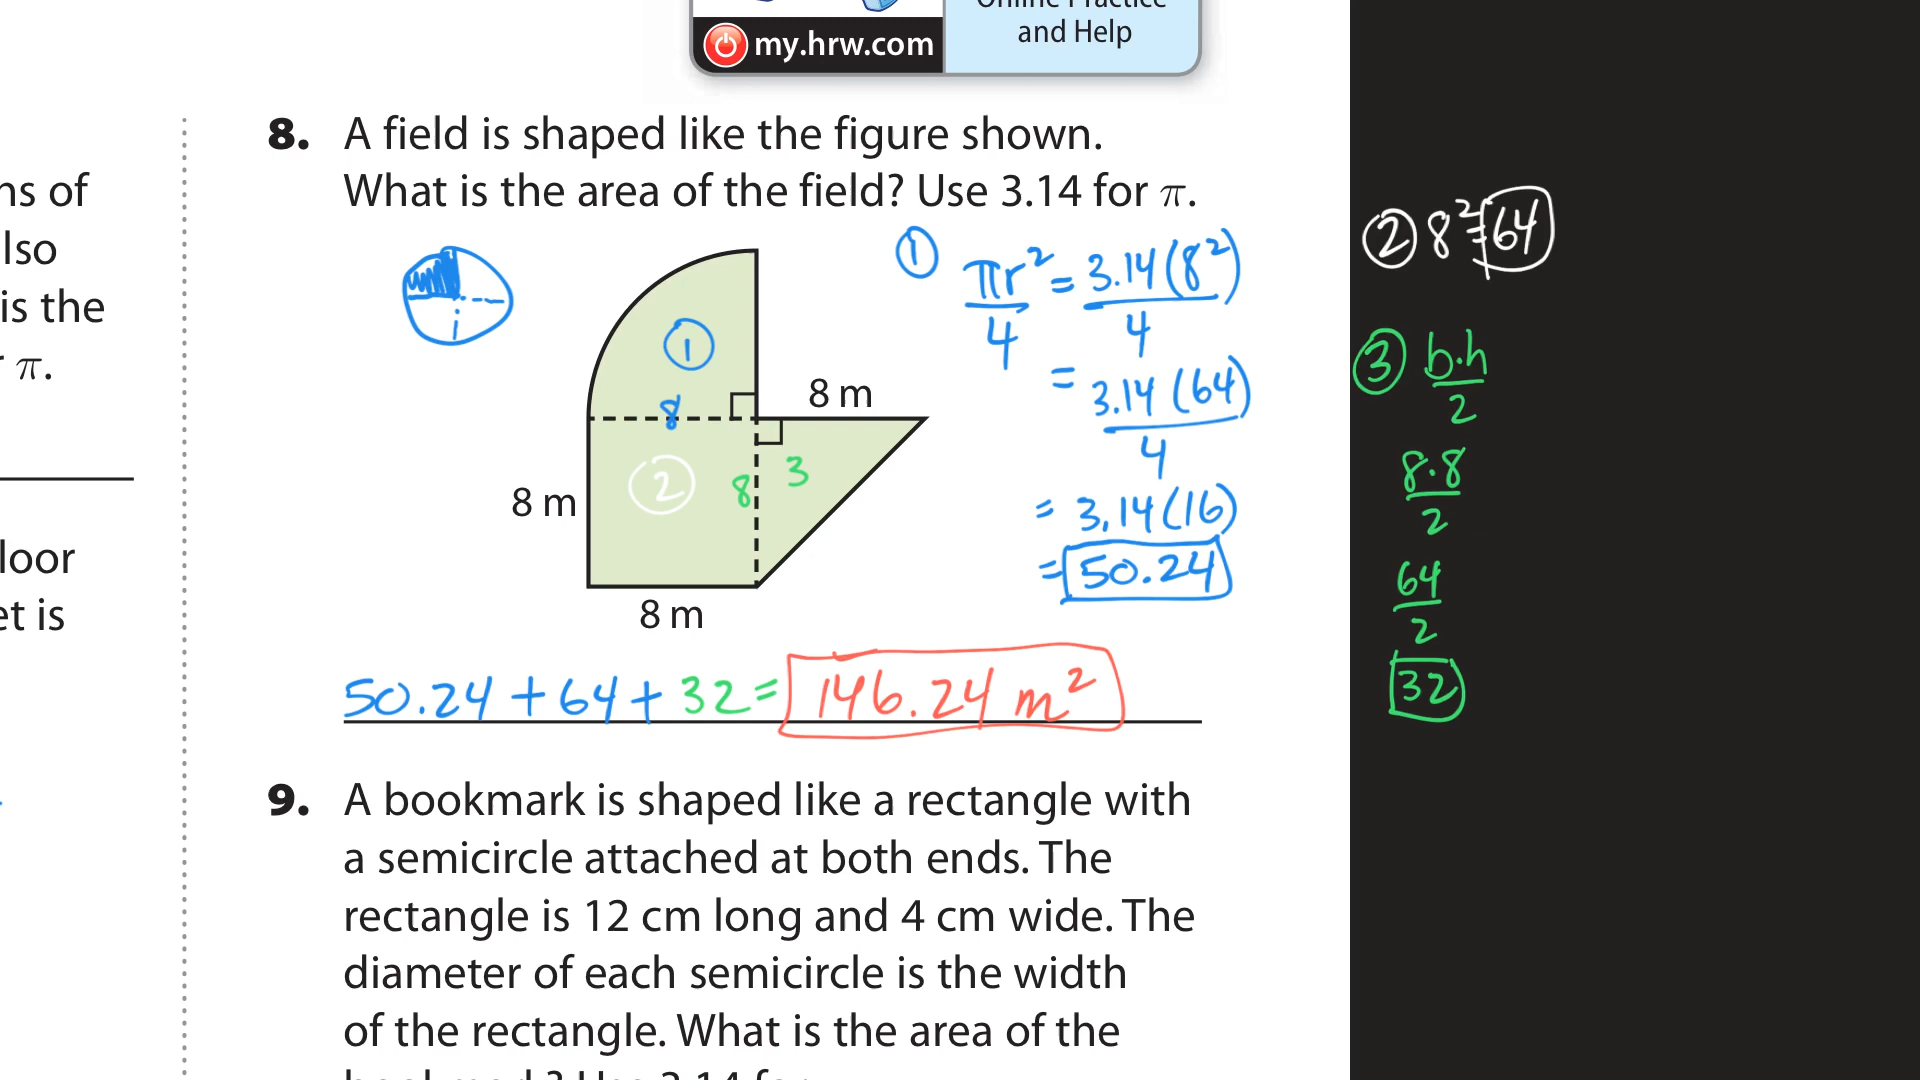 Online Practice
and Help
my.hrw.com
8. A field is shaped like the figure shown.
What is the area of the field? Use 3.14 for π.
ns of
lso
is the
π.
loor
et is
① πr²/4 = 3.14(8²)/4
= 3.14(64)/4
= 3.14(16)
= 50.24
①
8
8 m
②
8
3
8 m
8 m
50.24 + 64 + 32 = 146.24 m²
② 8² = 64
③ b·h/2
8·8/2
64/2
32
9. A bookmark is shaped like a rectangle with
a semicircle attached at both ends. The
rectangle is 12 cm long and 4 cm wide. The
diameter of each semicircle is the width
of the rectangle. What is the area of the